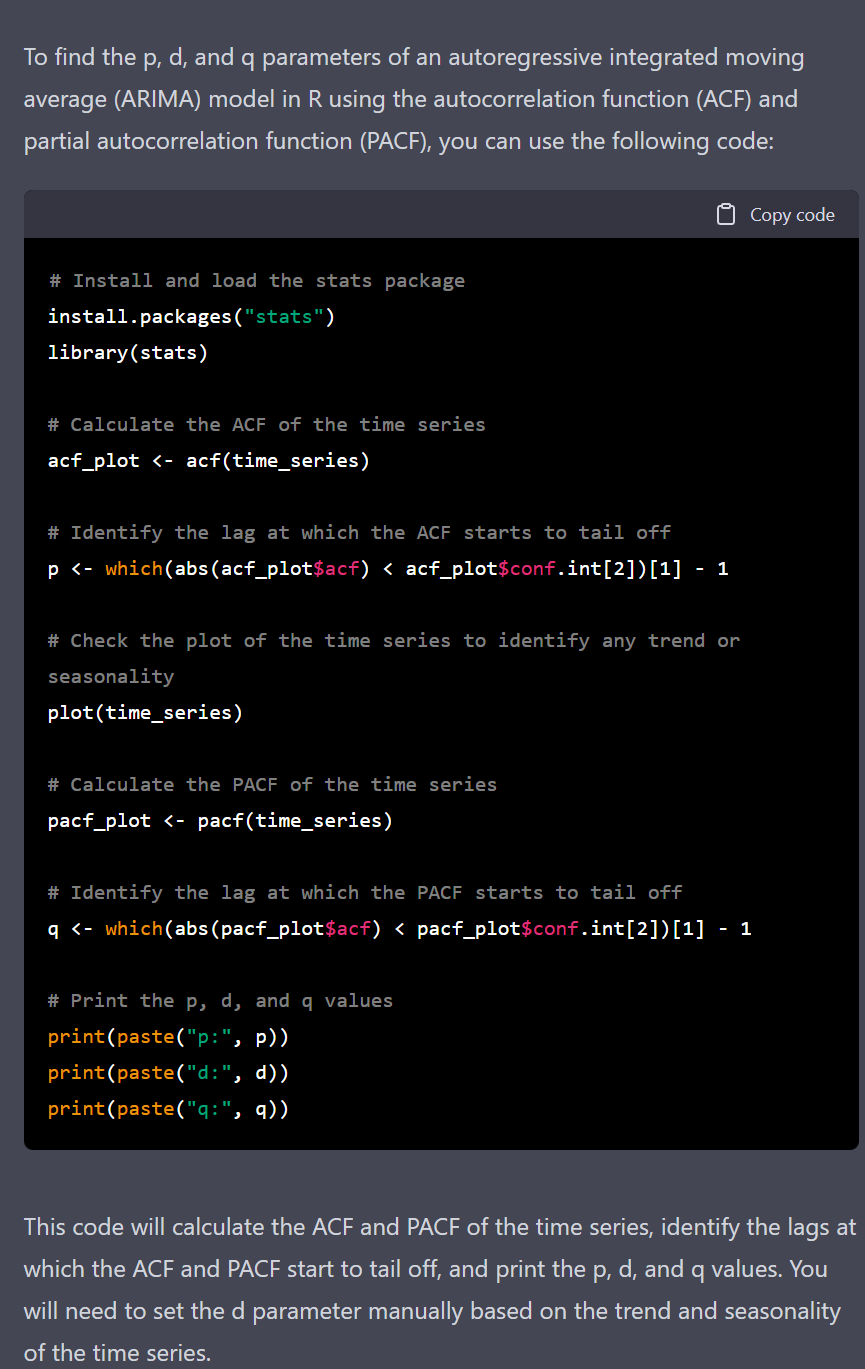 To find the p, d, and q parameters of an autoregressive integrated moving
average (ARIMA) model in R using the autocorrelation function (ACF) and
partial autocorrelation function (PACF), you can use the following code:
Copy code
# Install and load the stats package
install.packages("stats")
library(stats)
# Calculate the ACF of the time series
acf_plot <- acf(time_series)
# Identify the lag at which the ACF starts to tail off
p <- which(abs(acf_plot$acf) < acf_plot$conf.int[2])[1] - 1
# Check the plot of the time series to identify any trend or
seasonality
plot(time_series)
# Calculate the PACF of the time series
pacf_plot <- pacf(time_series)
# Identify the lag at which the PACF starts to tail off
q <- which(abs(pacf_plot$acf) < pacf_plot$conf.int[2])[1] - 1
# Print the p, d, and q values
print(paste("p:", p))
print(paste("d:", d))
print(paste("q:", q))
This code will calculate the ACF and PACF of the time series, identify the lags at
which the ACF and PACF start to tail off, and print the p, d, and q values. You
will need to set the d parameter manually based on the trend and seasonality
of the time series.